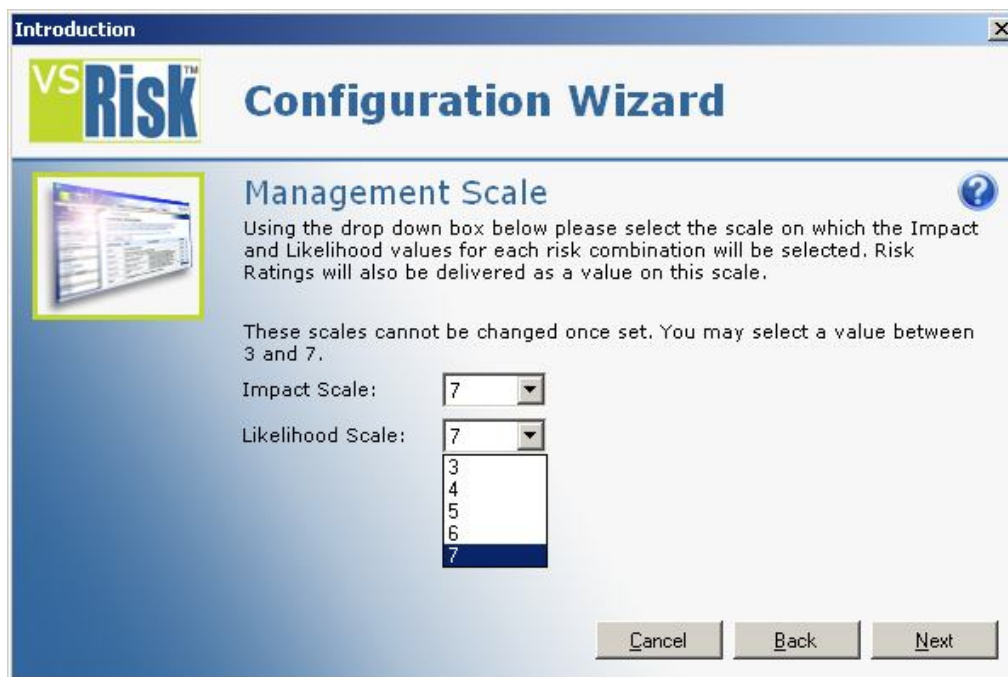 Introduction
VSRisk™
Configuration Wizard
Management Scale
Using the drop down box below please select the scale on which the Impact
and Likelihood values for each risk combination will be selected. Risk
Ratings will also be delivered as a value on this scale.
These scales cannot be changed once set. You may select a value between
3 and 7.
Impact Scale: 7
Likelihood Scale: 7
3
4
5
6
7
Cancel Back Next